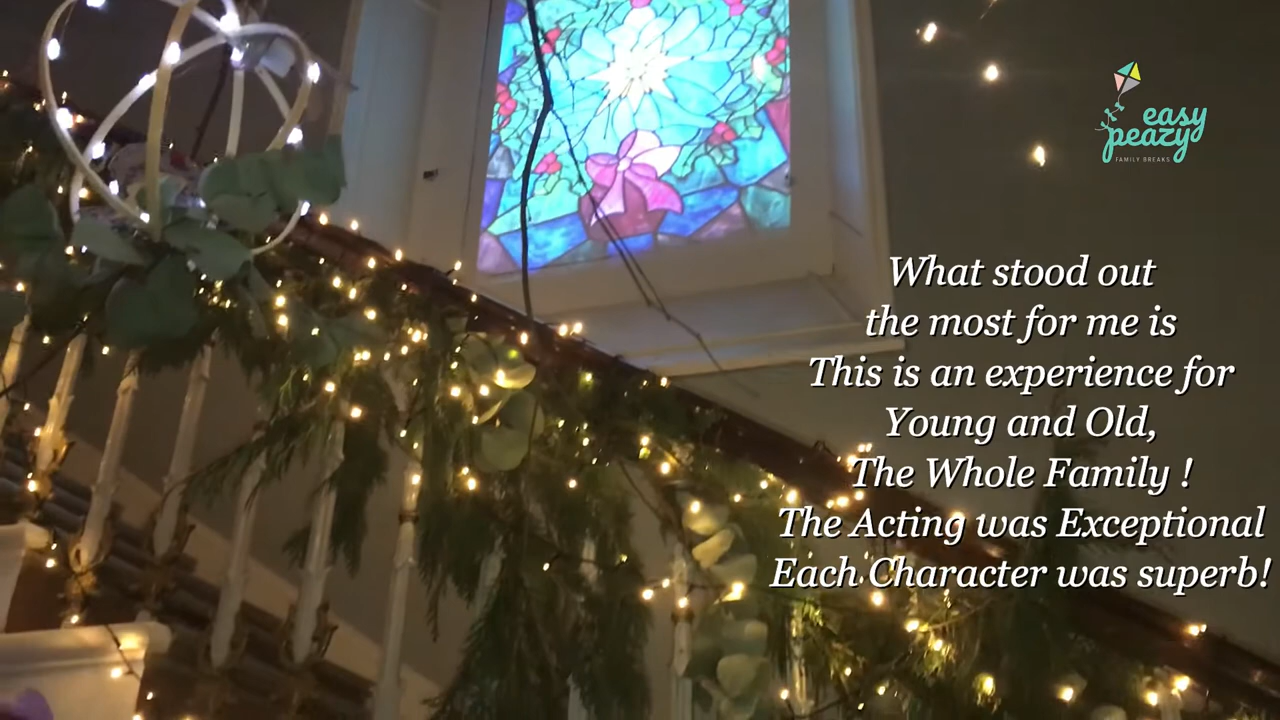 easy
peazy
FAMILY BREAKS
What stood out
the most for me is
This is an experience for
Young and Old,
The Whole Family !
The Acting was Exceptional
Each Character was superb!